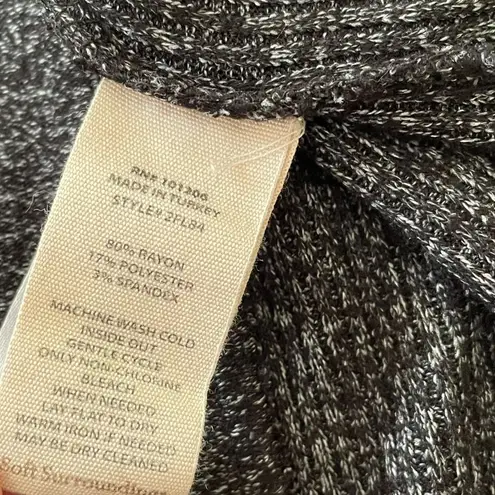 RN# 101306
MADE IN TURKEY
STYLE# 2FL84
80% RAYON
17% POLYESTER
3% SPANDEX
MACHINE WASH COLD
INSIDE OUT
GENTLE CYCLE
ONLY NON-CHLORINE
BLEACH
WHEN NEEDED
LAY FLAT TO DRY
WARM IRON IF NEEDED
MAY BE DRY CLEANED
Soft Surroundings